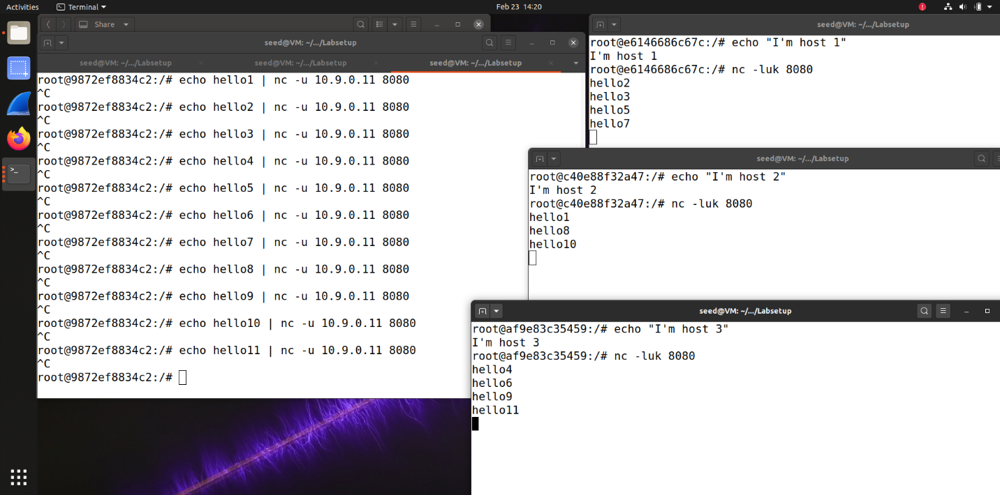 Activities
Terminal
Feb 23 14:20
Share
seed@VM: ~/.../Labsetup
seed@VM: ~/.../Labsetup
seed@VM: ~/.../Labsetup
seed@VM: ~/.../Labsetup
root@9872ef8834c2:/# echo hello1 | nc -u 10.9.0.11 8080
^C
root@9872ef8834c2:/# echo hello2 | nc -u 10.9.0.11 8080
^C
root@9872ef8834c2:/# echo hello3 | nc -u 10.9.0.11 8080
^C
root@9872ef8834c2:/# echo hello4 | nc -u 10.9.0.11 8080
^C
root@9872ef8834c2:/# echo hello5 | nc -u 10.9.0.11 8080
^C
root@9872ef8834c2:/# echo hello6 | nc -u 10.9.0.11 8080
^C
root@9872ef8834c2:/# echo hello7 | nc -u 10.9.0.11 8080
^C
root@9872ef8834c2:/# echo hello8 | nc -u 10.9.0.11 8080
^C
root@9872ef8834c2:/# echo hello9 | nc -u 10.9.0.11 8080
^C
root@9872ef8834c2:/# echo hello10 | nc -u 10.9.0.11 8080
^C
root@9872ef8834c2:/# echo hello11 | nc -u 10.9.0.11 8080
^C
root@9872ef8834c2:/#
seed@VM: ~/.../Labsetup
root@e6146686c67c:/# echo "I'm host 1"
I'm host 1
root@e6146686c67c:/# nc -luk 8080
hello2
hello3
hello5
hello7
seed@VM: ~/.../Labsetup
root@c40e88f32a47:/# echo "I'm host 2"
I'm host 2
root@c40e88f32a47:/# nc -luk 8080
hello1
hello8
hello10
seed@VM: ~/.../Labsetup
root@af9e83c35459:/# echo "I'm host 3"
I'm host 3
root@af9e83c35459:/# nc -luk 8080
hello4
hello6
hello9
hello11